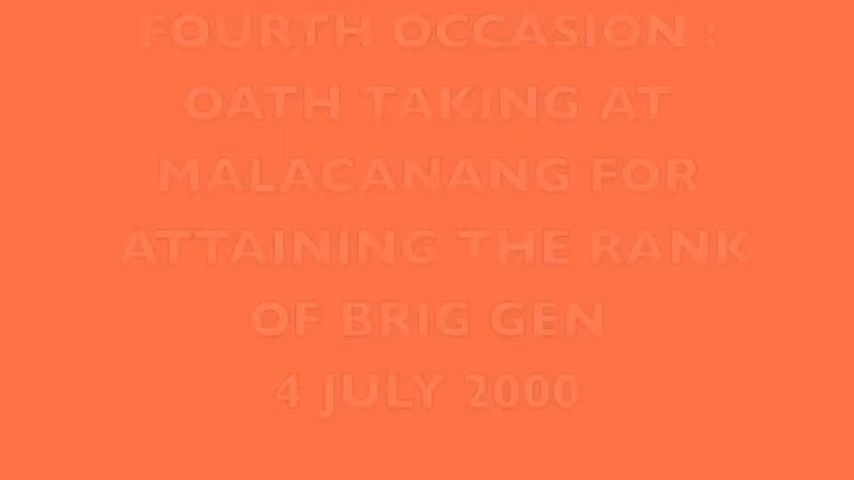 FOURTH OCCASION :
OATH TAKING AT
MALACANANG FOR
ATTAINING THE RANK
OF BRIG GEN
4 JULY 2000